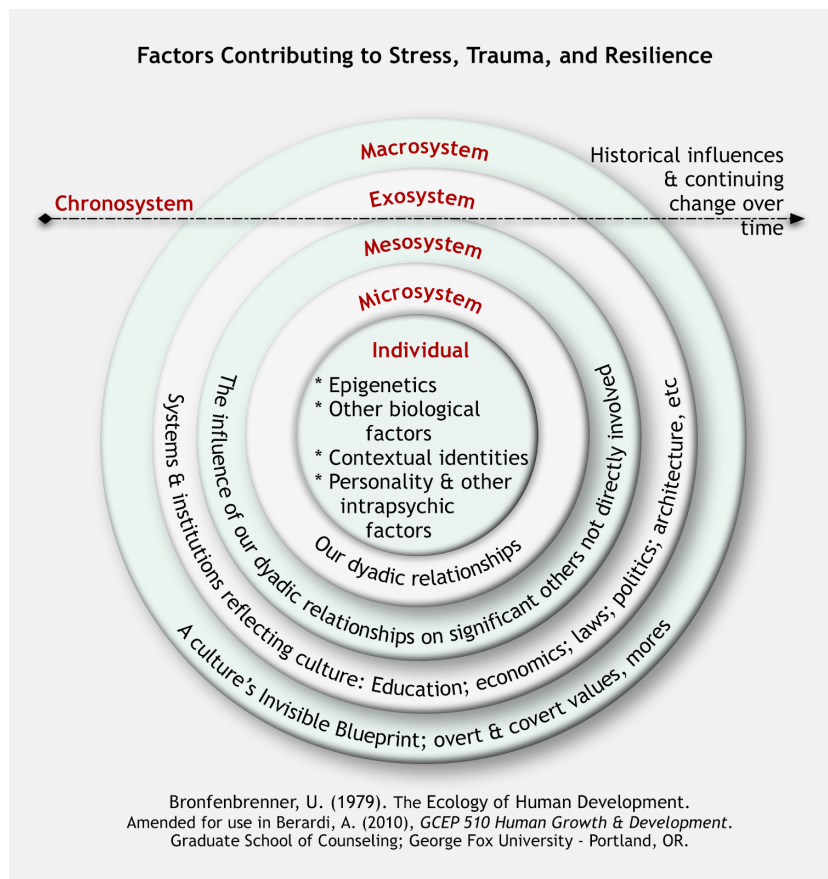 Factors Contributing to Stress, Trauma, and Resilience
Macrosystem
Historical influences
& continuing
change over
time
Chronosystem
Exosystem
Mesosystem
Microsystem
Individual
* Epigenetics
* Other biological
factors
* Contextual identities
* Personality & other
intrapsychic
factors
Our dyadic relationships
The influence of our dyadic relationships on significant others not directly involved
Systems & institutions reflecting culture: Education; economics; laws; politics; architecture, etc
A culture's Invisible Blueprint; overt & covert values, mores
Bronfenbrenner, U. (1979). The Ecology of Human Development.
Amended for use in Berardi, A. (2010), GCEP 510 Human Growth & Development.
Graduate School of Counseling; George Fox University - Portland, OR.